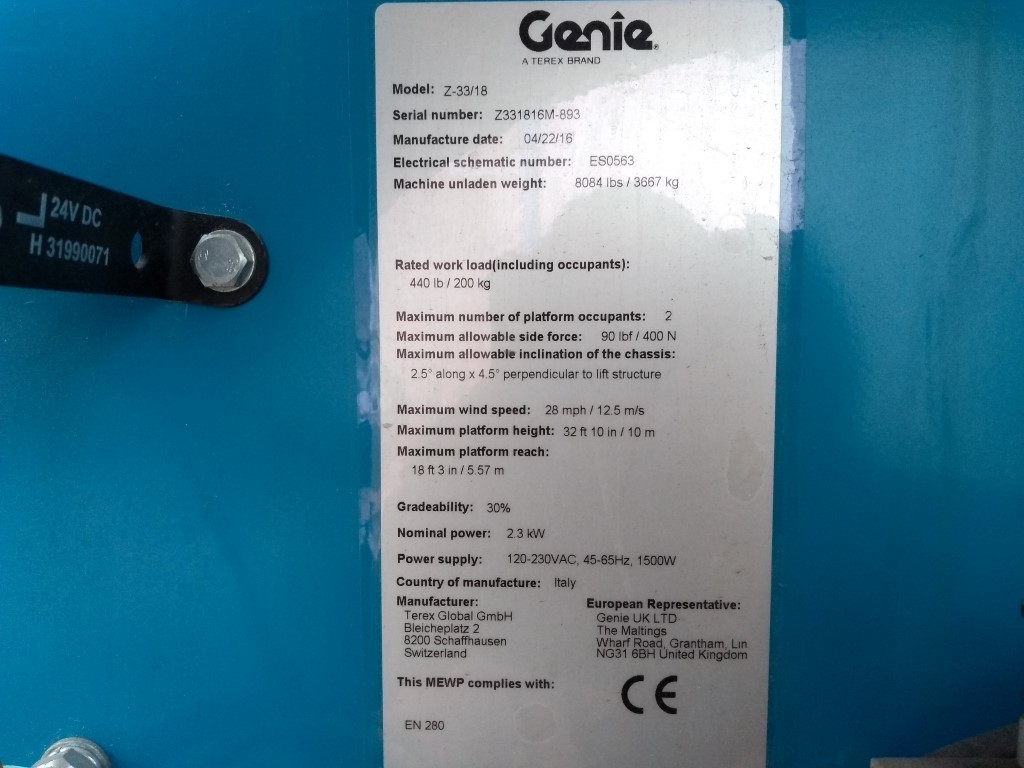 Genie
A TEREX BRAND
Model: Z-33/18
Serial number: Z331816M-893
Manufacture date: 04/22/16
Electrical schematic number: ES0563
Machine unladen weight: 8084 lbs / 3667 kg
24V DC
H 31990071
Rated work load(including occupants):
440 lb / 200 kg
Maximum number of platform occupants: 2
Maximum allowable side force: 90 lbf / 400 N
Maximum allowable inclination of the chassis:
2.5° along x 4.5° perpendicular to lift structure
Maximum wind speed: 28 mph / 12.5 m/s
Maximum platform height: 32 ft 10 in / 10 m
Maximum platform reach:
18 ft 3 in / 5.57 m
Gradeability: 30%
Nominal power: 2.3 kW
Power supply: 120-230VAC, 45-65Hz, 1500W
Country of manufacture: Italy
Manufacturer:
Terex Global GmbH
Bleicheplatz 2
8200 Schaffhausen
Switzerland
European Representative:
Genie UK LTD
The Maltings
Wharf Road, Grantham, Lin
NG31 6BH United Kingdom
This MEWP complies with:
CE
EN 280